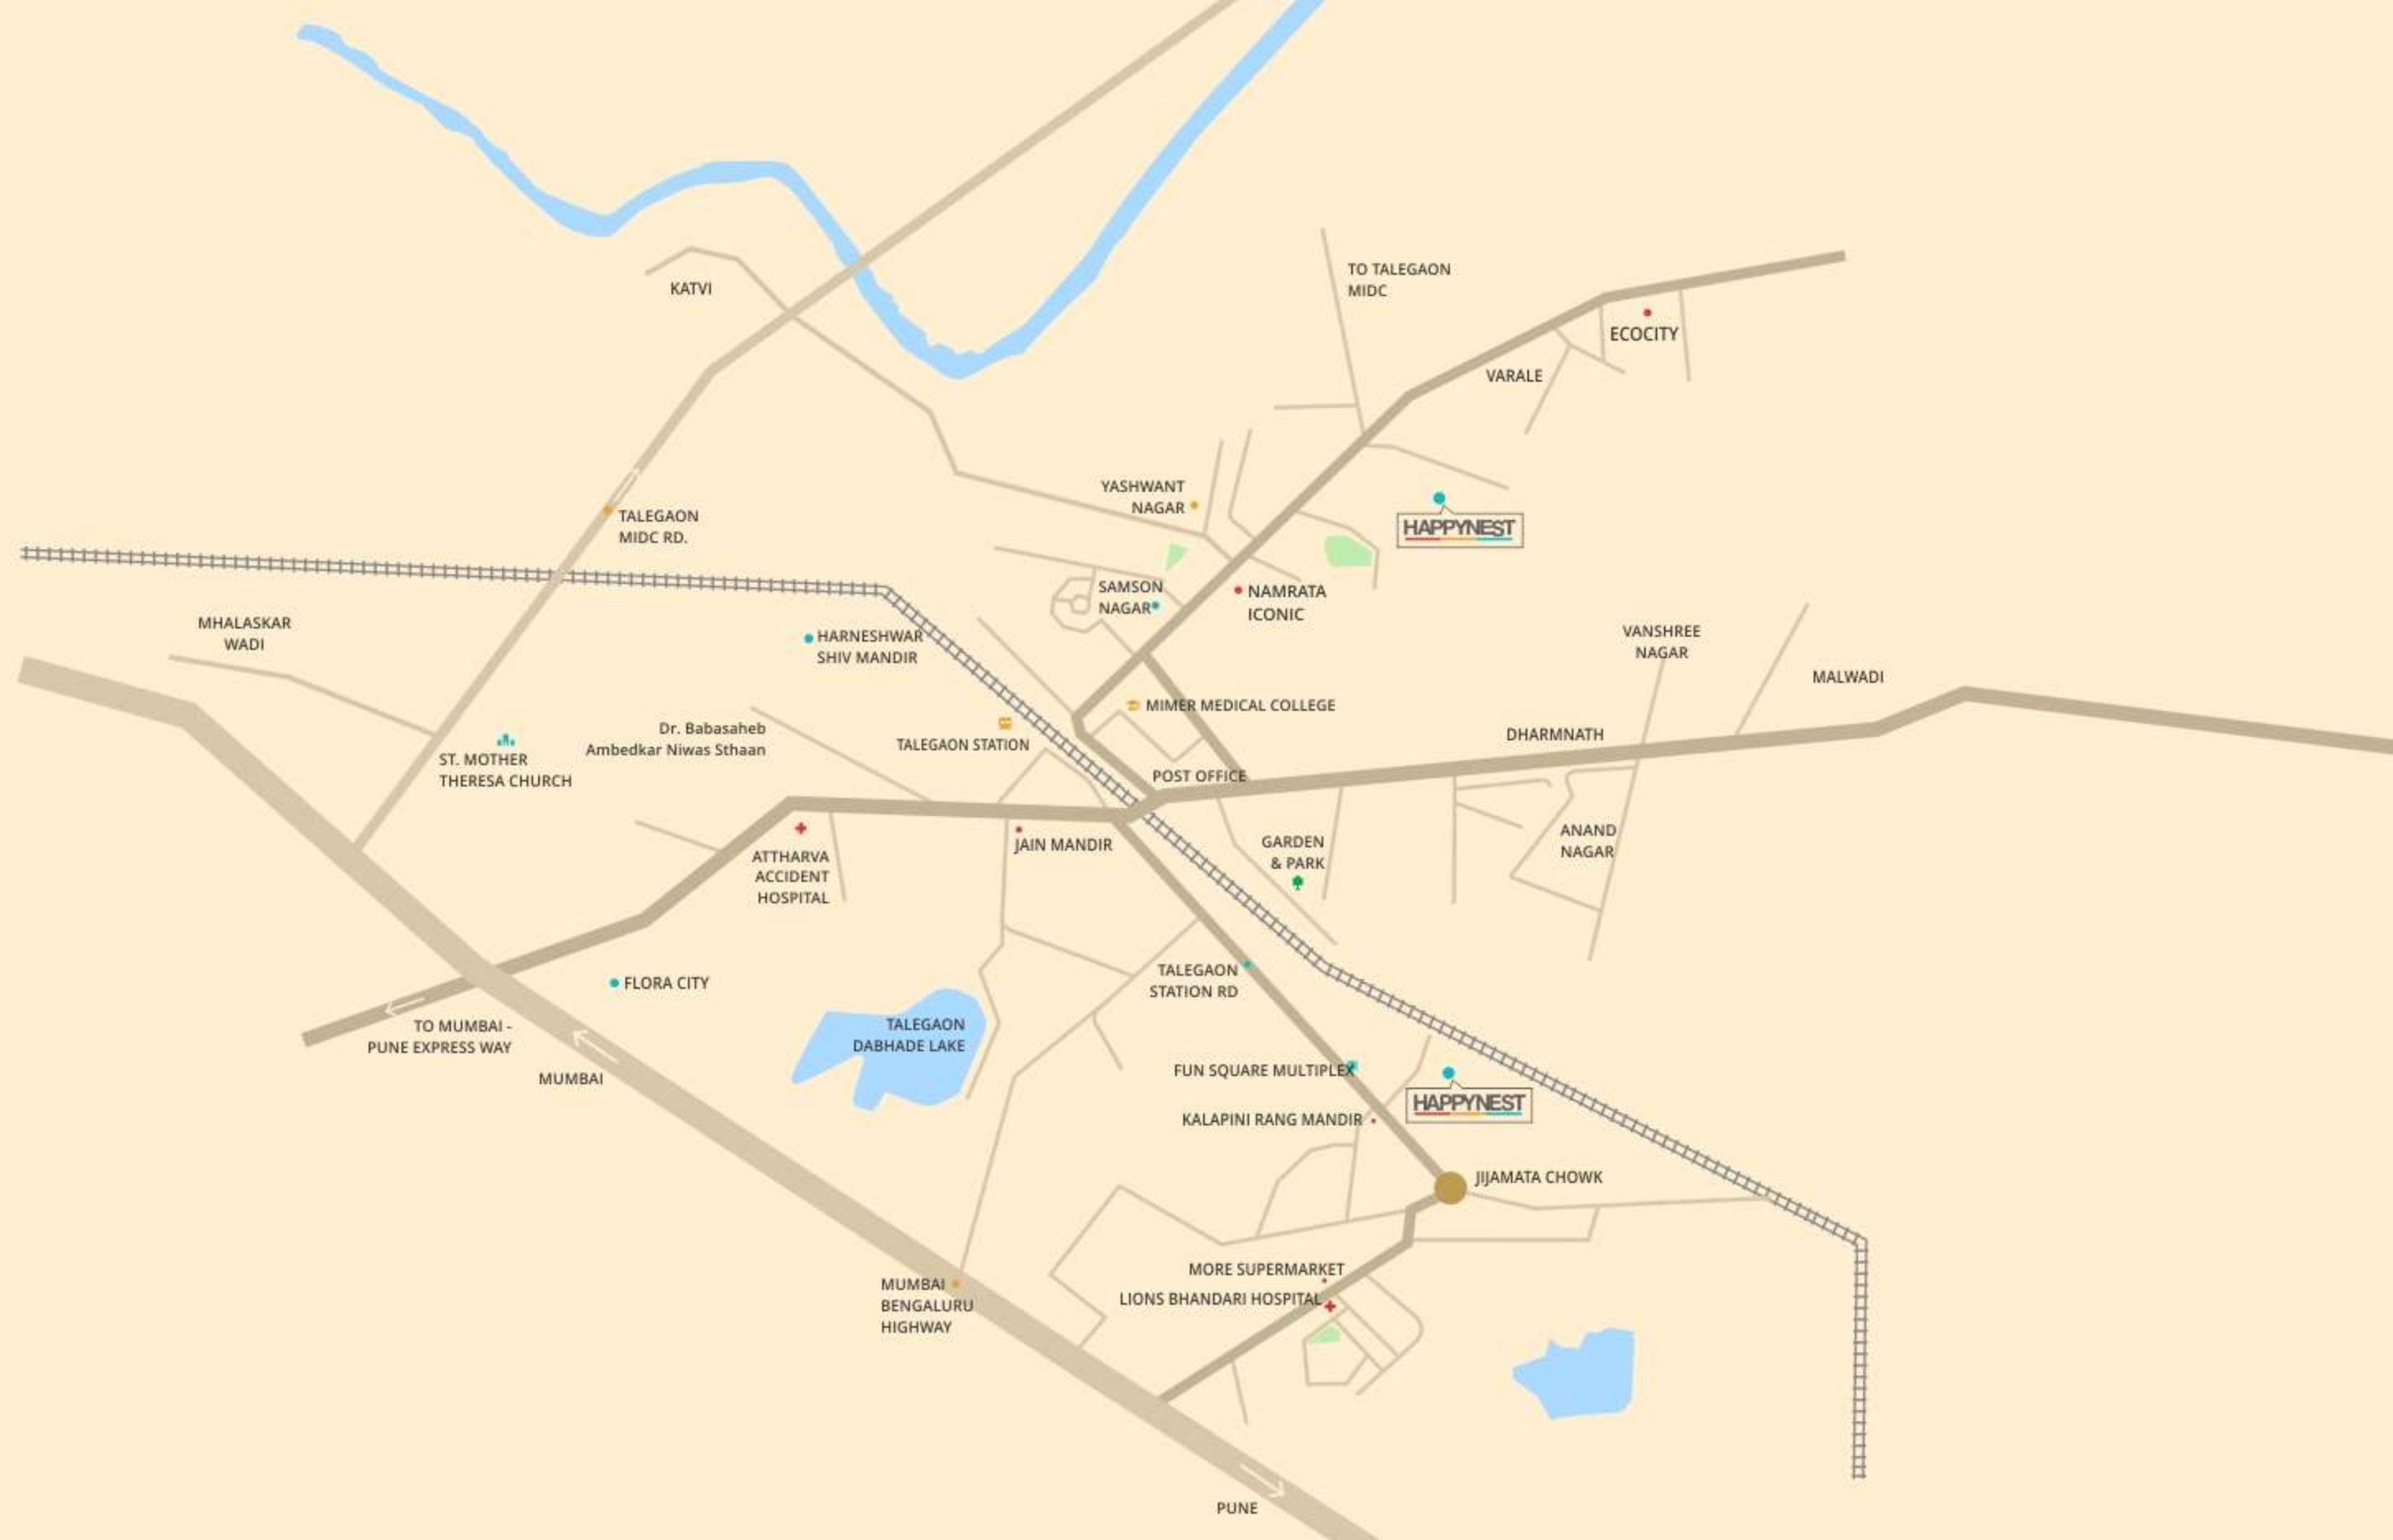 TO TALEGAON
MIDC
KATVI
ECOCITY
VARALE
YASHWANT
NAGAR
TALEGAON
MIDC RD.
HAPPYNEST
SAMSON
NAGAR
NAMRATA
ICONIC
MHALASKAR
WADI
HARNESHWAR
SHIV MANDIR
VANSHREE
NAGAR
MALWADI
MIMER MEDICAL COLLEGE
Dr. Babasaheb
Ambedkar Niwas Sthaan
TALEGAON STATION
DHARMNATH
ST. MOTHER
THERESA CHURCH
POST OFFICE
ATTHARVA
ACCIDENT
HOSPITAL
JAIN MANDIR
GARDEN
& PARK
ANAND
NAGAR
FLORA CITY
TALEGAON
STATION RD
TO MUMBAI -
PUNE EXPRESS WAY
TALEGAON
DABHADE LAKE
MUMBAI
FUN SQUARE MULTIPLEX
HAPPYNEST
KALAPINI RANG MANDIR
JIJAMATA CHOWK
MORE SUPERMARKET
LIONS BHANDARI HOSPITAL
MUMBAI
BENGALURU
HIGHWAY
PUNE